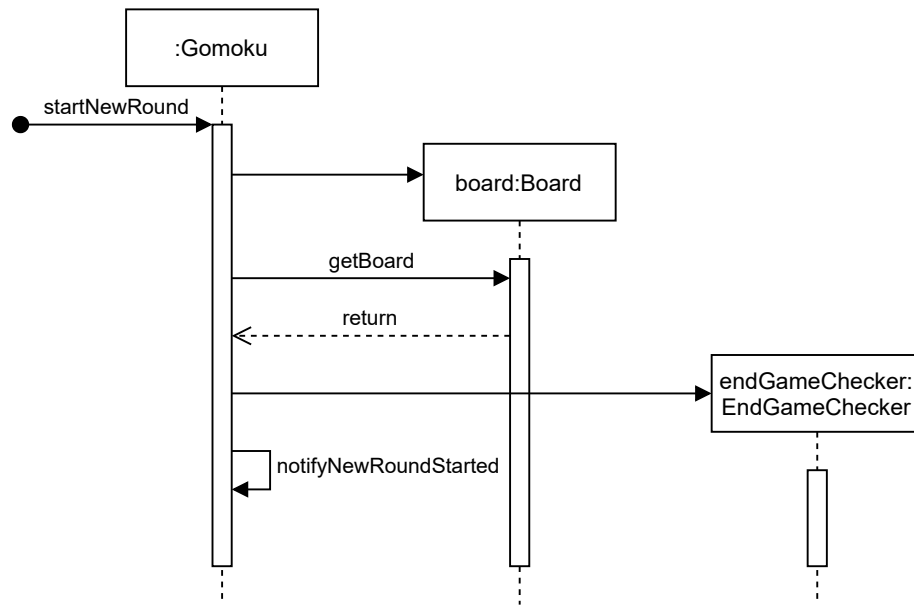 :Gomoku
startNewRound
board:Board
getBoard
return
endGameChecker:
EndGameChecker
notifyNewRoundStarted